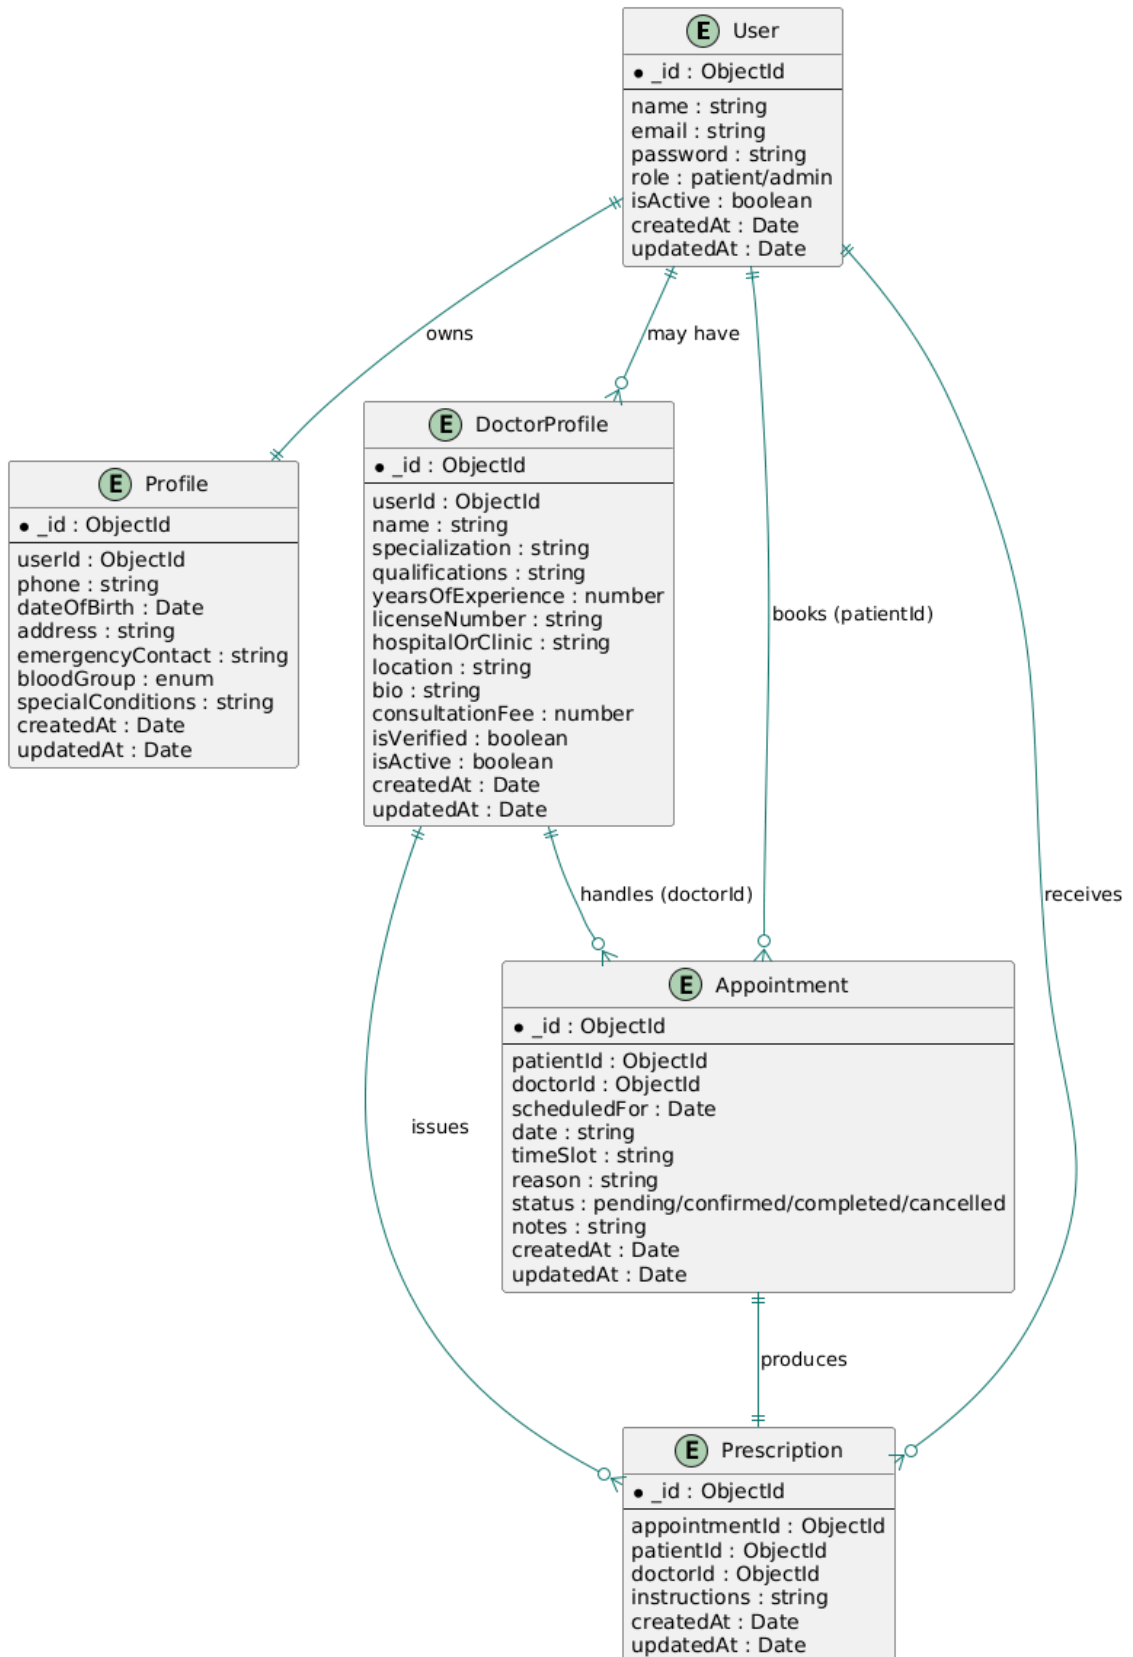 E User
* _id : ObjectId
name : string
email : string
password : string
role : patient/admin
isActive : boolean
createdAt : Date
updatedAt : Date
owns
may have
E DoctorProfile
* _id : ObjectId
userId : ObjectId
name : string
specialization : string
qualifications : string
yearsOfExperience : number
licenseNumber : string
hospitalOrClinic : string
location : string
bio : string
consultationFee : number
isVerified : boolean
isActive : boolean
createdAt : Date
updatedAt : Date
E Profile
* _id : ObjectId
userId : ObjectId
phone : string
dateOfBirth : Date
address : string
emergencyContact : string
bloodGroup : enum
specialConditions : string
createdAt : Date
updatedAt : Date
books (patientId)
handles (doctorId)
receives
E Appointment
* _id : ObjectId
patientId : ObjectId
doctorId : ObjectId
scheduledFor : Date
date : string
timeSlot : string
reason : string
status : pending/confirmed/completed/cancelled
notes : string
createdAt : Date
updatedAt : Date
issues
produces
E Prescription
* _id : ObjectId
appointmentId : ObjectId
patientId : ObjectId
doctorId : ObjectId
instructions : string
createdAt : Date
updatedAt : Date